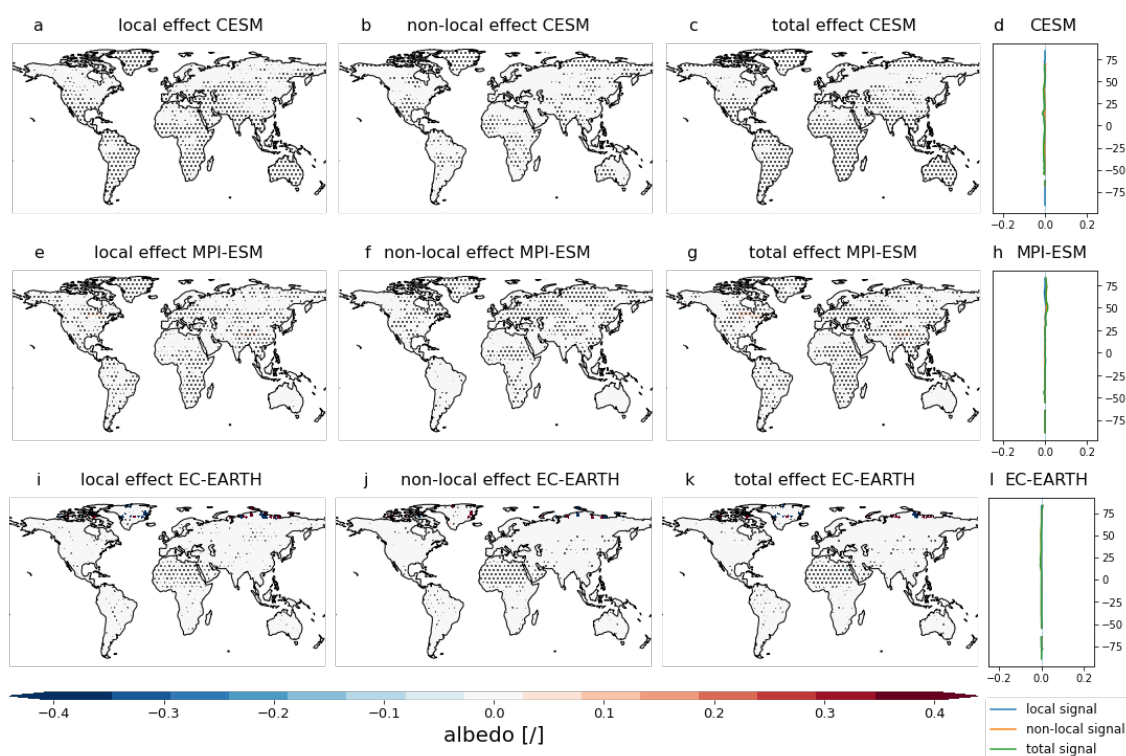 a local effect CESM b non-local effect CESM c total effect CESM d CESM
75
50
25
0
−25
−50
−75
−0.2 0.0 0.2
e local effect MPI-ESM f non-local effect MPI-ESM g total effect MPI-ESM h MPI-ESM
75
50
25
0
−25
−50
−75
−0.2 0.0 0.2
i local effect EC-EARTH j non-local effect EC-EARTH k total effect EC-EARTH l EC-EARTH
75
50
25
0
−25
−50
−75
−0.2 0.0 0.2
−0.4 −0.3 −0.2 −0.1 0.0 0.1 0.2 0.3 0.4
albedo [/]
local signal
non-local signal
total signal